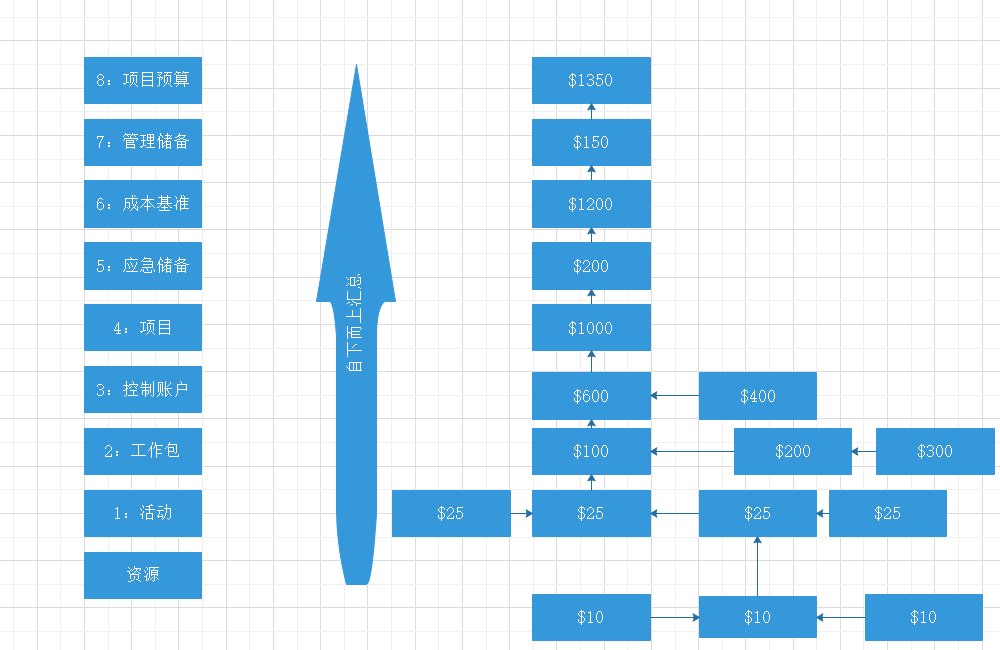 8：项目预算
$1350
7：管理储备
$150
6：成本基准
$1200
5：应急储备
$200
自下而上汇总
4：项目
$1000
3：控制账户
$600
$400
2：工作包
$100
$200
$300
1：活动
$25
$25
$25
$25
资源
$10
$10
$10